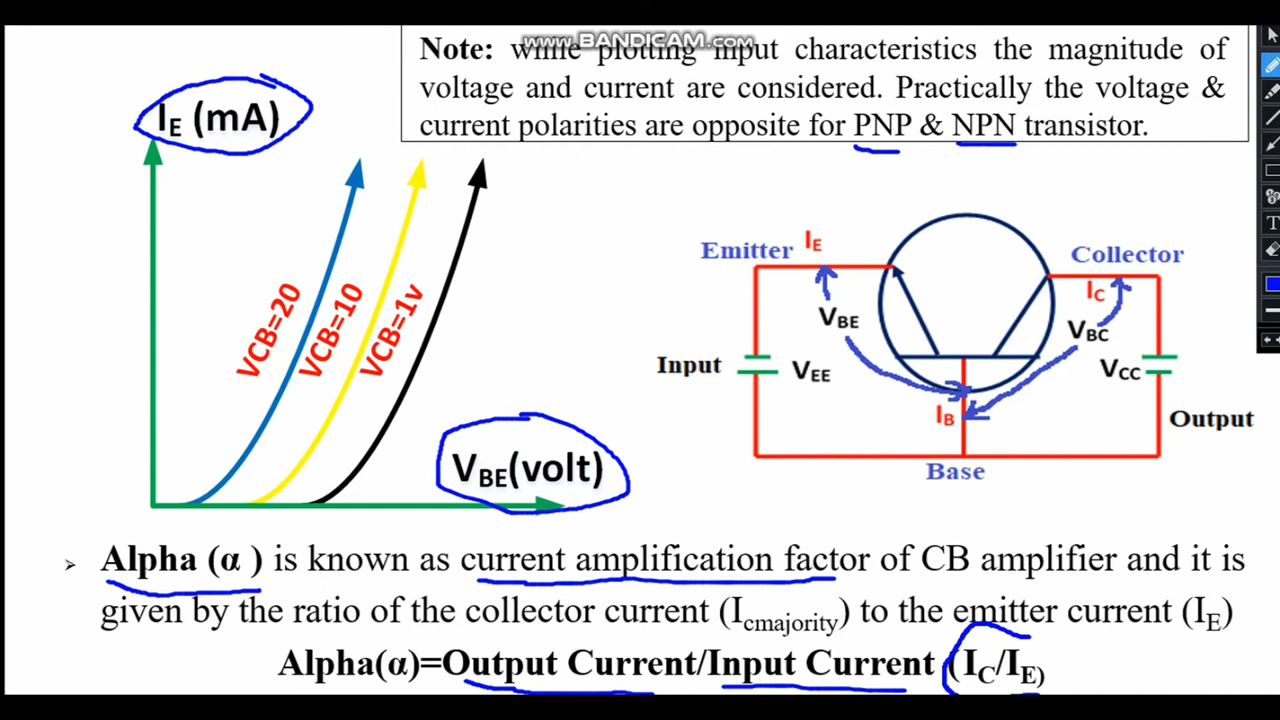 www.BANDICAM.com
Note: while plotting input characteristics the magnitude of
voltage and current are considered. Practically the voltage &
current polarities are opposite for PNP & NPN transistor.
IE (mA)
VCB=20
VCB=10
VCB=1v
VBE(volt)
Emitter
IE
Collector
IC
VBE
VBC
Input
VEE
VCC
IB
Output
Base
➢ Alpha (α ) is known as current amplification factor of CB amplifier and it is
given by the ratio of the collector current (Icmajority) to the emitter current (IE)
Alpha(α)=Output Current/Input Current (IC/IE)
T